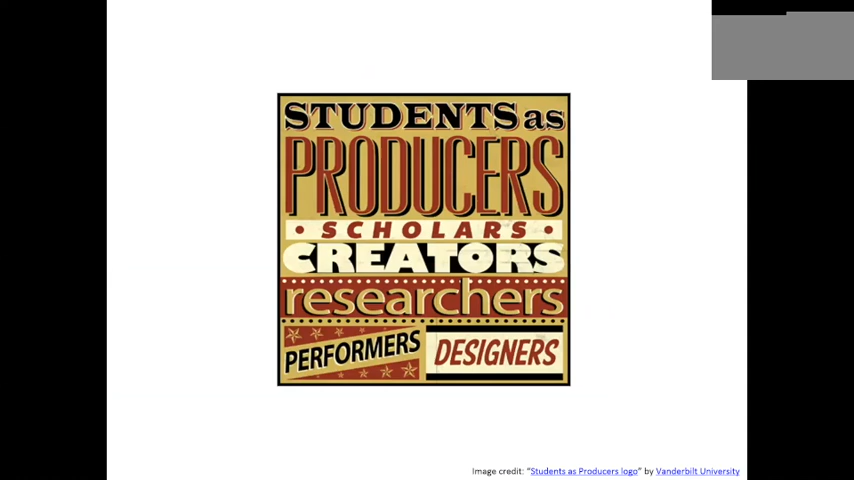 STUDENTS as
PRODUCERS
• SCHOLARS •
CREATORS
researchers
PERFORMERS
DESIGNERS
Image credit: “Students as Producers logo” by Vanderbilt University